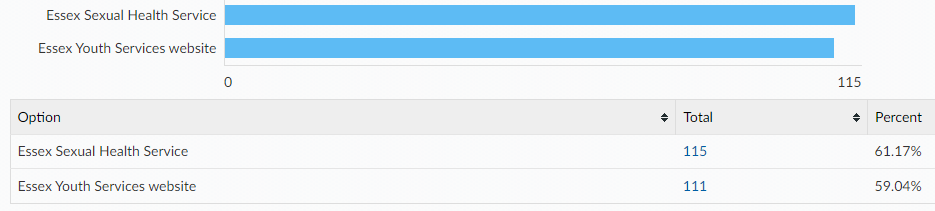 Essex Sexual Health Service
Essex Youth Services website
0 115
Option Total Percent
Essex Sexual Health Service 115 61.17%
Essex Youth Services website 111 59.04%